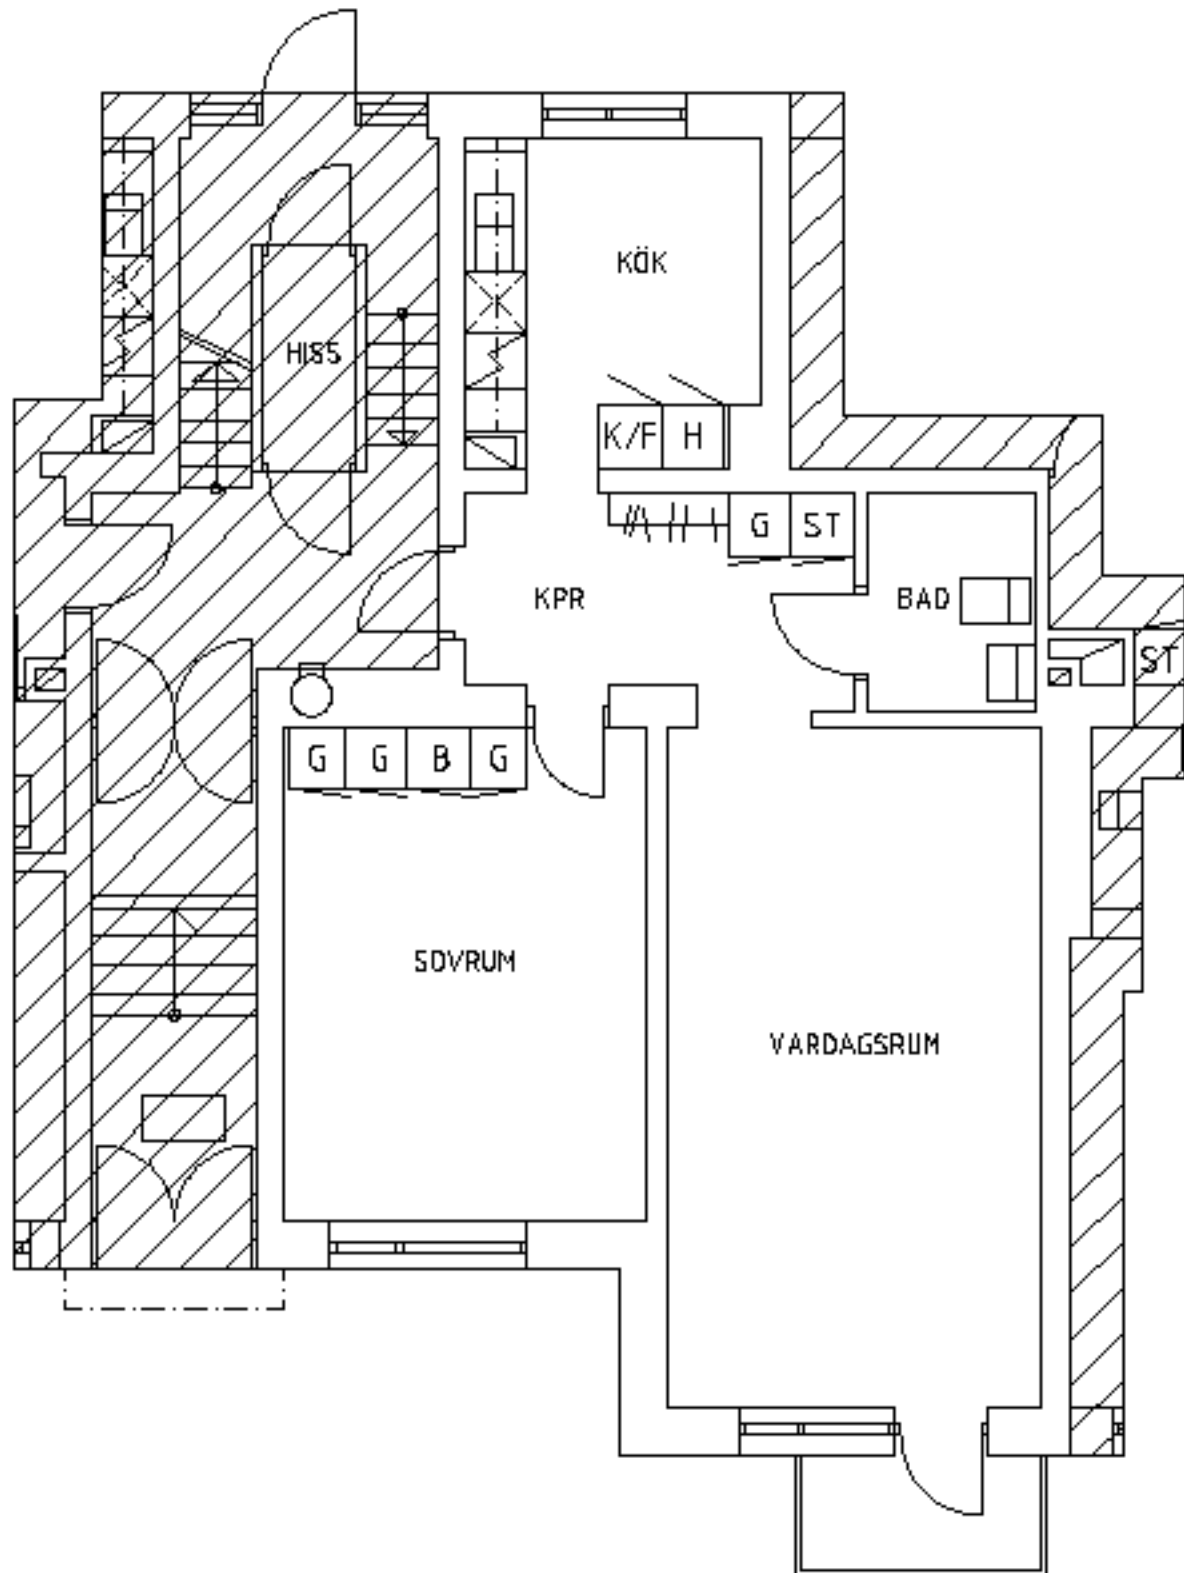 KÖK
HISS
K/F H
G ST
KPR
BAD
ST
G G B G
SOVRUM
VARDAGSRUM